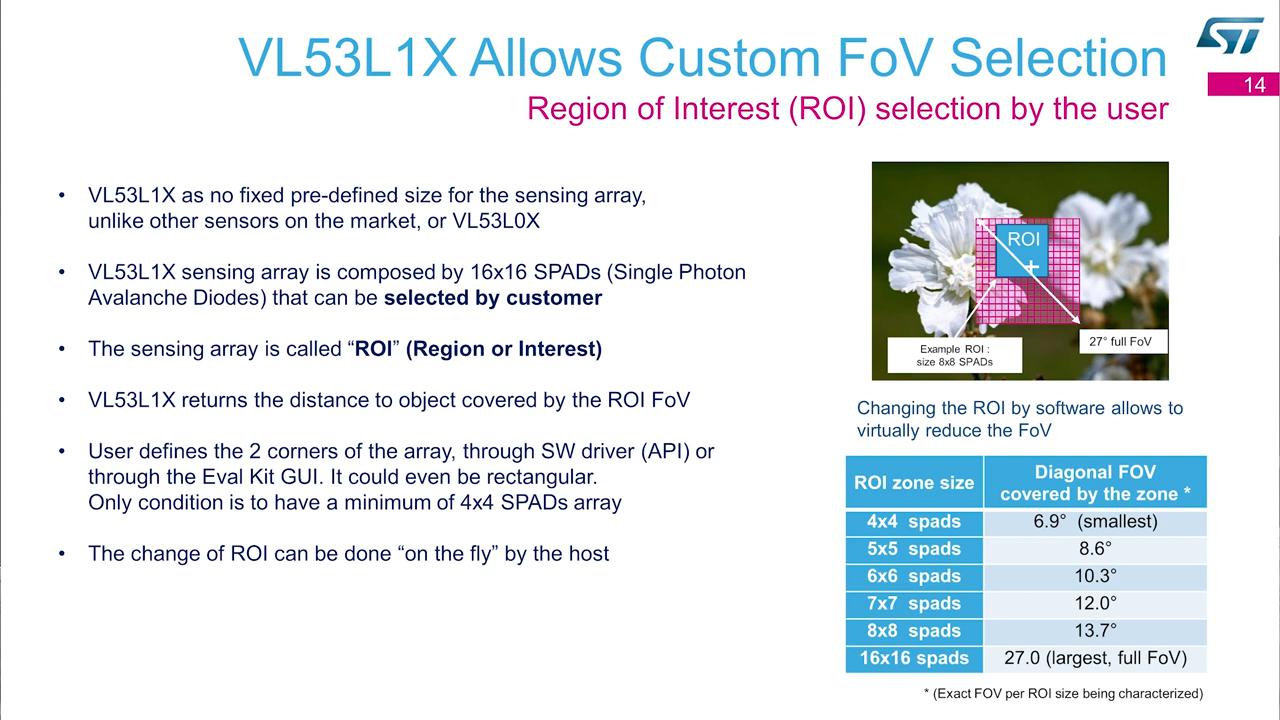 VL53L1X Allows Custom FoV Selection
ST
14
Region of Interest (ROI) selection by the user
• VL53L1X as no fixed pre-defined size for the sensing array,
unlike other sensors on the market, or VL53L0X
• VL53L1X sensing array is composed by 16x16 SPADs (Single Photon
Avalanche Diodes) that can be selected by customer
• The sensing array is called “ROI” (Region or Interest)
• VL53L1X returns the distance to object covered by the ROI FoV
• User defines the 2 corners of the array, through SW driver (API) or
through the Eval Kit GUI. It could even be rectangular.
Only condition is to have a minimum of 4x4 SPADs array
• The change of ROI can be done “on the fly” by the host
ROI
+
27° full FoV
Example ROI :
size 8x8 SPADs
Changing the ROI by software allows to
virtually reduce the FoV
ROI zone size
Diagonal FOV
covered by the zone *
4x4 spads 6.9° (smallest)
5x5 spads 8.6°
6x6 spads 10.3°
7x7 spads 12.0°
8x8 spads 13.7°
16x16 spads 27.0 (largest, full FoV)
* (Exact FOV per ROI size being characterized)